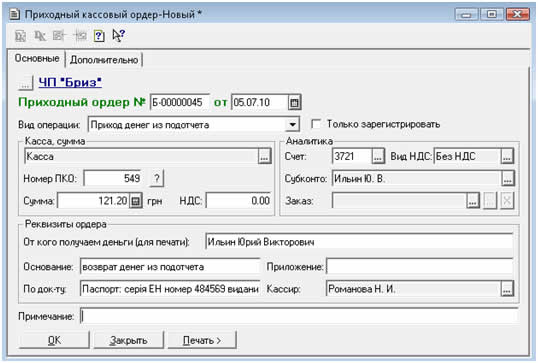 Приходный кассовый ордер-Новый *
Основные Дополнительно
... ЧП "Бриз"
Приходный ордер № Б-00000045 от 05.07.10
Вид операции: Приход денег из подотчета Только зарегистрировать
Касса, сумма Аналитика
Касса ... Счет: 3721 ... Вид НДС: Без НДС ...
Номер ПКО: 549 ? Субконто: Ильин Ю. В. ...
Сумма: 121.20 грн НДС: 0.00 Заказ: ... ... X
Реквизиты ордера
От кого получаем деньги (для печати): Ильин Юрий Викторович
Основание: возврат денег из подотчета Приложение:
По док-ту: Паспорт: серія ЕН номер 484569 видани Кассир: Романова Н. И. ...
Примечание:
OK Закрыть Печать >